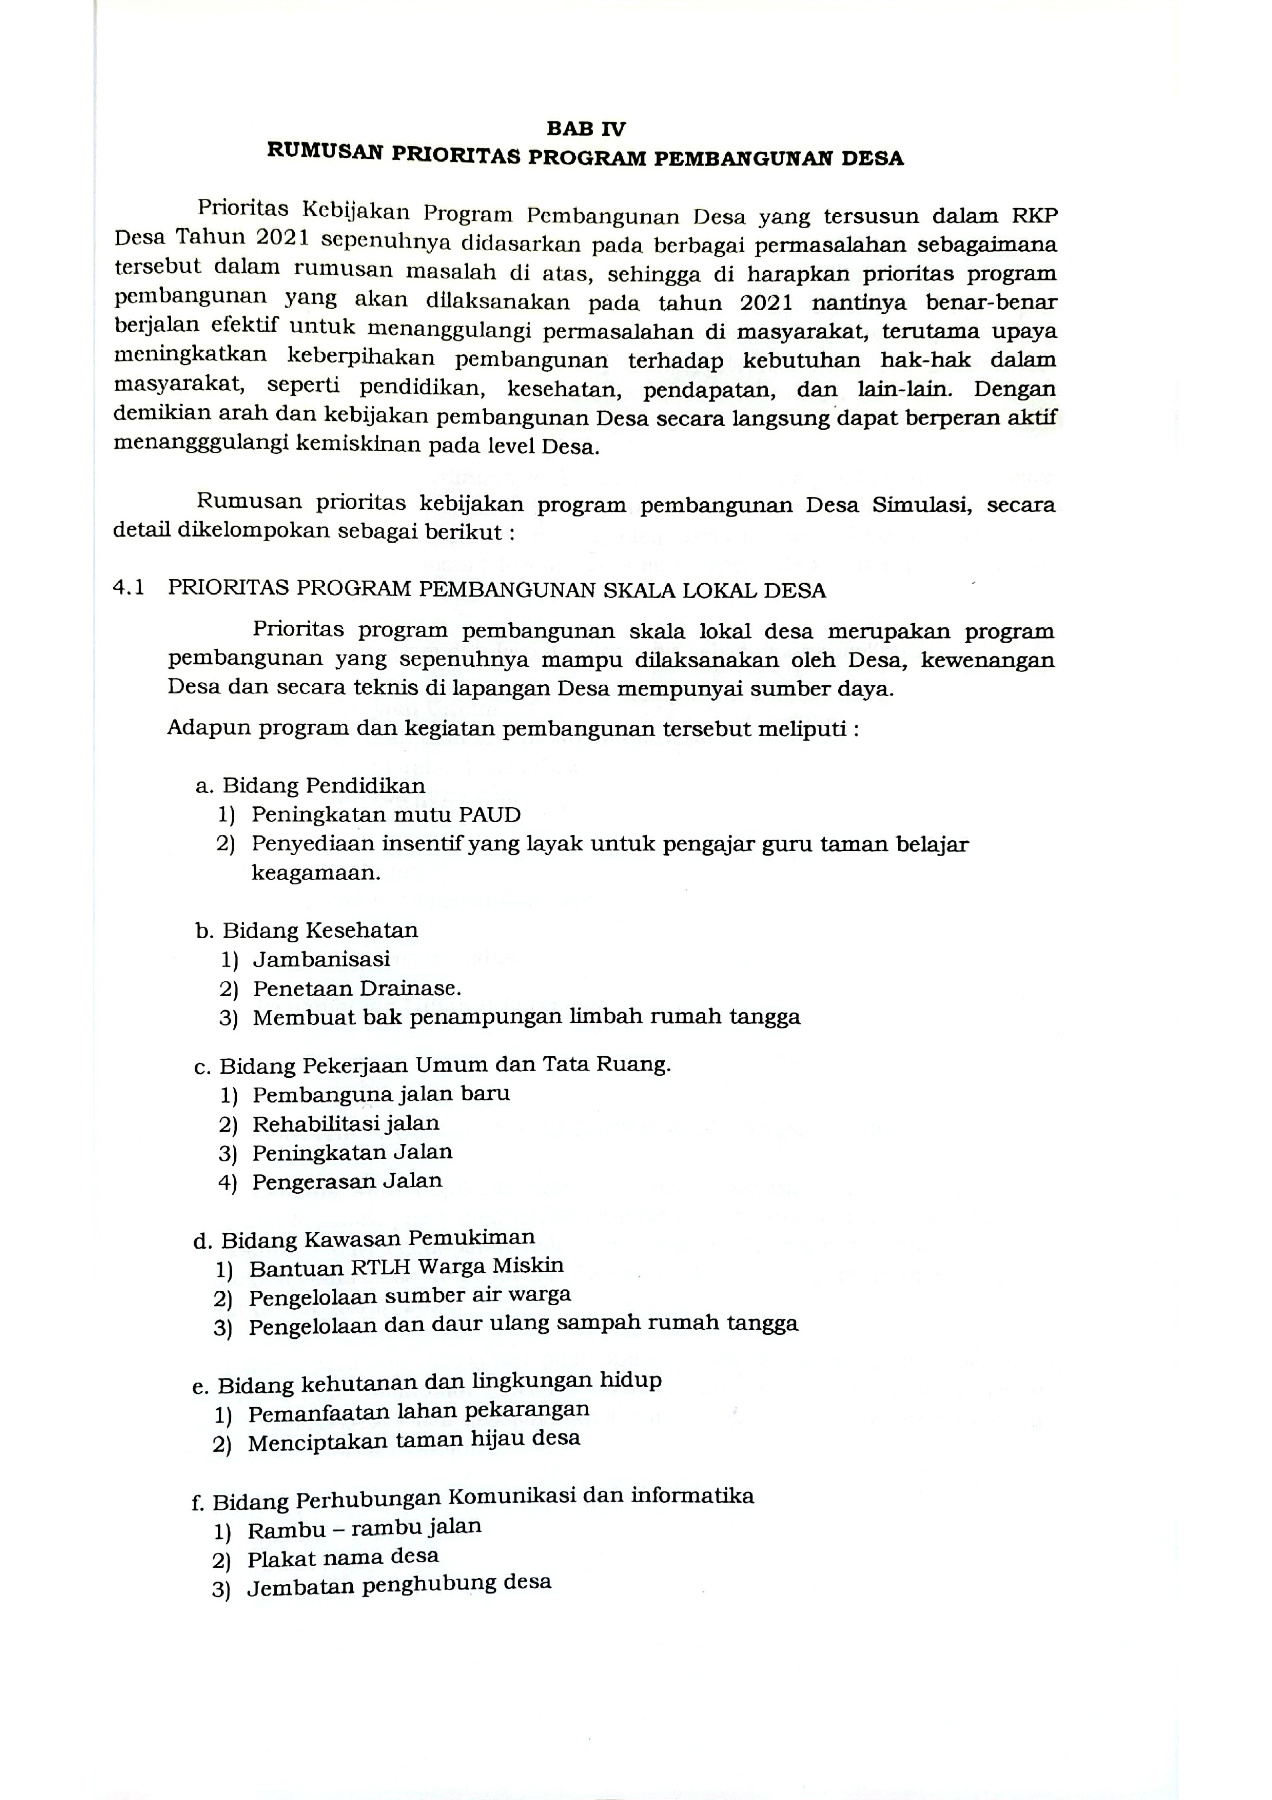 BAB IV
RUMUSAN PRIORITAS PROGRAM PEMBANGUNAN DESA
Prioritas Kebijakan Program Pembangunan Desa yang tersusun dalam RKP
Desa Tahun 2021 sepenuhnya didasarkan pada berbagai permasalahan sebagaimana
tersebut dalam rumusan masalah di atas, sehingga di harapkan prioritas program
pembangunan yang akan dilaksanakan pada tahun 2021 nantinya benar-benar
berjalan efektif untuk menanggulangi permasalahan di masyarakat, terutama upaya
meningkatkan keberpihakan pembangunan terhadap kebutuhan hak-hak dalam
masyarakat, seperti pendidikan, kesehatan, pendapatan, dan lain-lain. Dengan
demikian arah dan kebijakan pembangunan Desa secara langsung dapat berperan aktif
menangggulangi kemiskinan pada level Desa.
Rumusan prioritas kebijakan program pembangunan Desa Simulasi, secara
detail dikelompokan sebagai berikut :
4.1 PRIORITAS PROGRAM PEMBANGUNAN SKALA LOKAL DESA
Prioritas program pembangunan skala lokal desa merupakan program
pembangunan yang sepenuhnya mampu dilaksanakan oleh Desa, kewenangan
Desa dan secara teknis di lapangan Desa mempunyai sumber daya.
Adapun program dan kegiatan pembangunan tersebut meliputi :
a. Bidang Pendidikan
1) Peningkatan mutu PAUD
2) Penyediaan insentif yang layak untuk pengajar guru taman belajar
keagamaan.
b. Bidang Kesehatan
1) Jambanisasi
2) Penetaan Drainase.
3) Membuat bak penampungan limbah rumah tangga
c. Bidang Pekerjaan Umum dan Tata Ruang.
1) Pembanguna jalan baru
2) Rehabilitasi jalan
3) Peningkatan Jalan
4) Pengerasan Jalan
d. Bidang Kawasan Pemukiman
1) Bantuan RTLH Warga Miskin
2) Pengelolaan sumber air warga
3) Pengelolaan dan daur ulang sampah rumah tangga
e. Bidang kehutanan dan lingkungan hidup
1) Pemanfaatan lahan pekarangan
2) Menciptakan taman hijau desa
f. Bidang Perhubungan Komunikasi dan informatika
1) Rambu – rambu jalan
2) Plakat nama desa
3) Jembatan penghubung desa